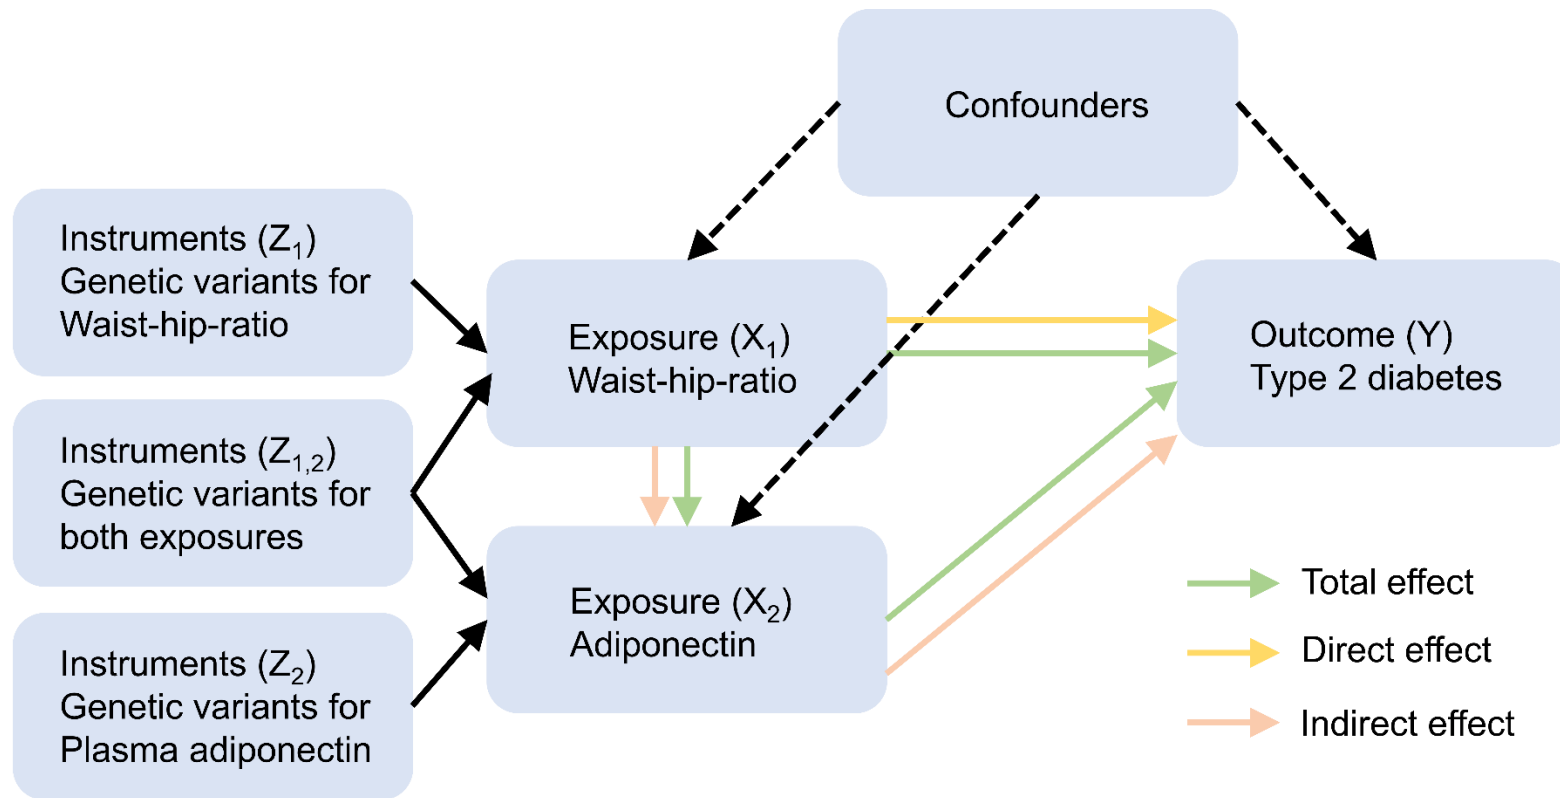 Confounders
Instruments (Z₁)
Genetic variants for
Waist-hip-ratio
Instruments (Z₁,₂)
Genetic variants for
both exposures
Instruments (Z₂)
Genetic variants for
Plasma adiponectin
Exposure (X₁)
Waist-hip-ratio
Exposure (X₂)
Adiponectin
Outcome (Y)
Type 2 diabetes
Total effect
Direct effect
Indirect effect